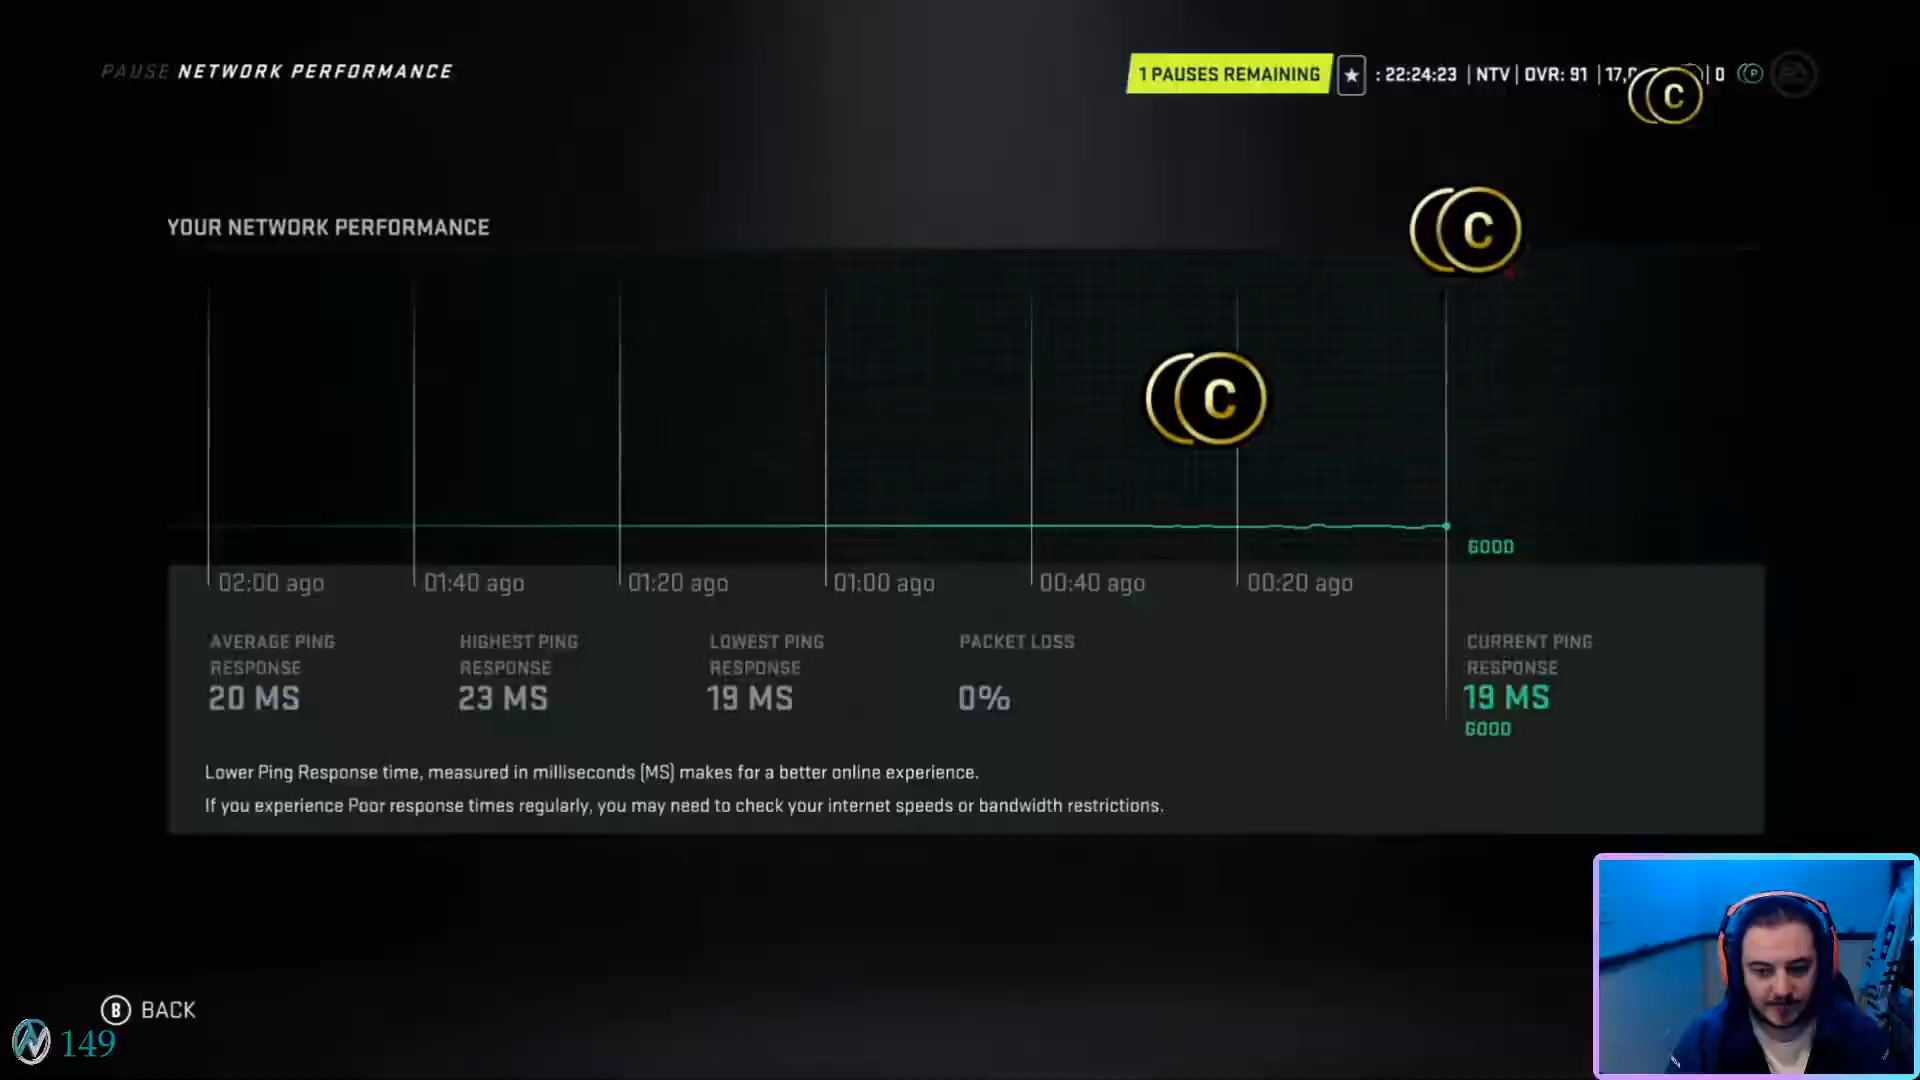 PAUSE NETWORK PERFORMANCE
1 PAUSES REMAINING : 22:24:23 | NTV | OVR: 91 | 17, | 0 P
C
YOUR NETWORK PERFORMANCE
C
C
GOOD
02:00 ago 01:40 ago 01:20 ago 01:00 ago 00:40 ago 00:20 ago
AVERAGE PING RESPONSE
20 MS
HIGHEST PING RESPONSE
23 MS
LOWEST PING RESPONSE
19 MS
PACKET LOSS
0%
CURRENT PING RESPONSE
19 MS
GOOD
Lower Ping Response time, measured in milliseconds (MS) makes for a better online experience.
If you experience Poor response times regularly, you may need to check your internet speeds or bandwidth restrictions.
B BACK
149